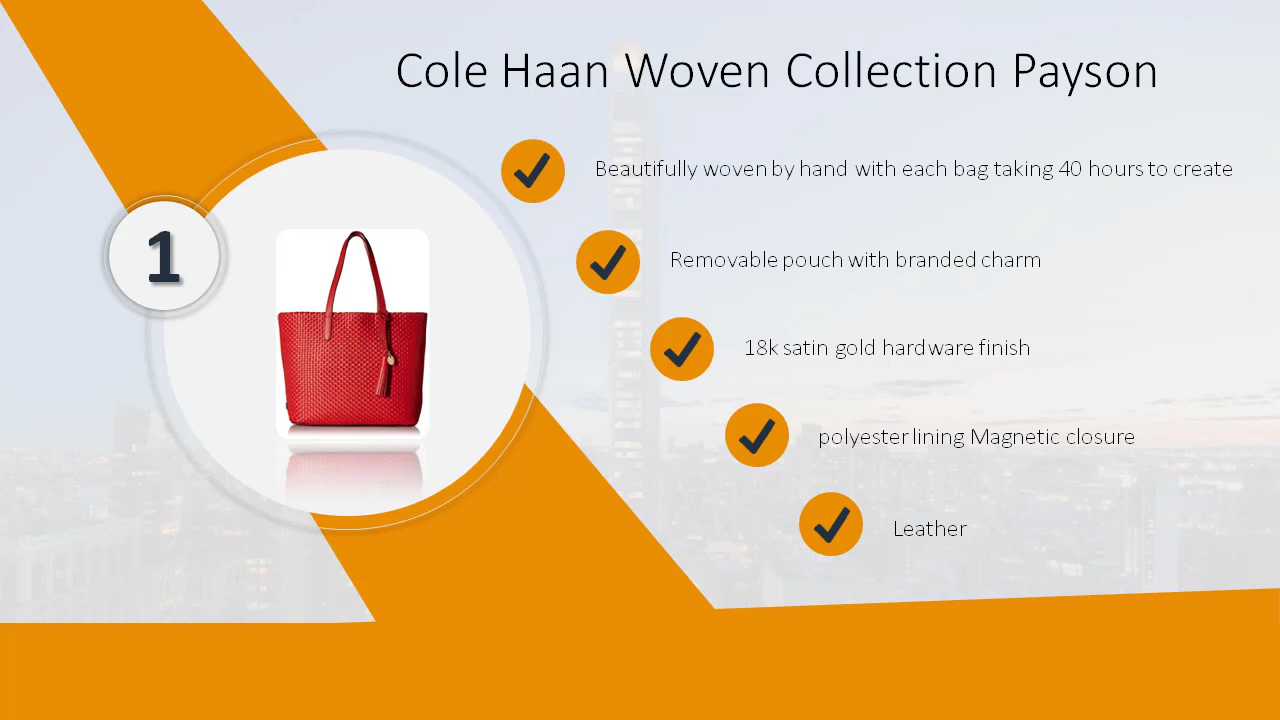 Cole Haan Woven Collection Payson
Beautifully woven by hand with each bag taking 40 hours to create
1
Removable pouch with branded charm
18k satin gold hardware finish
polyester lining Magnetic closure
Leather